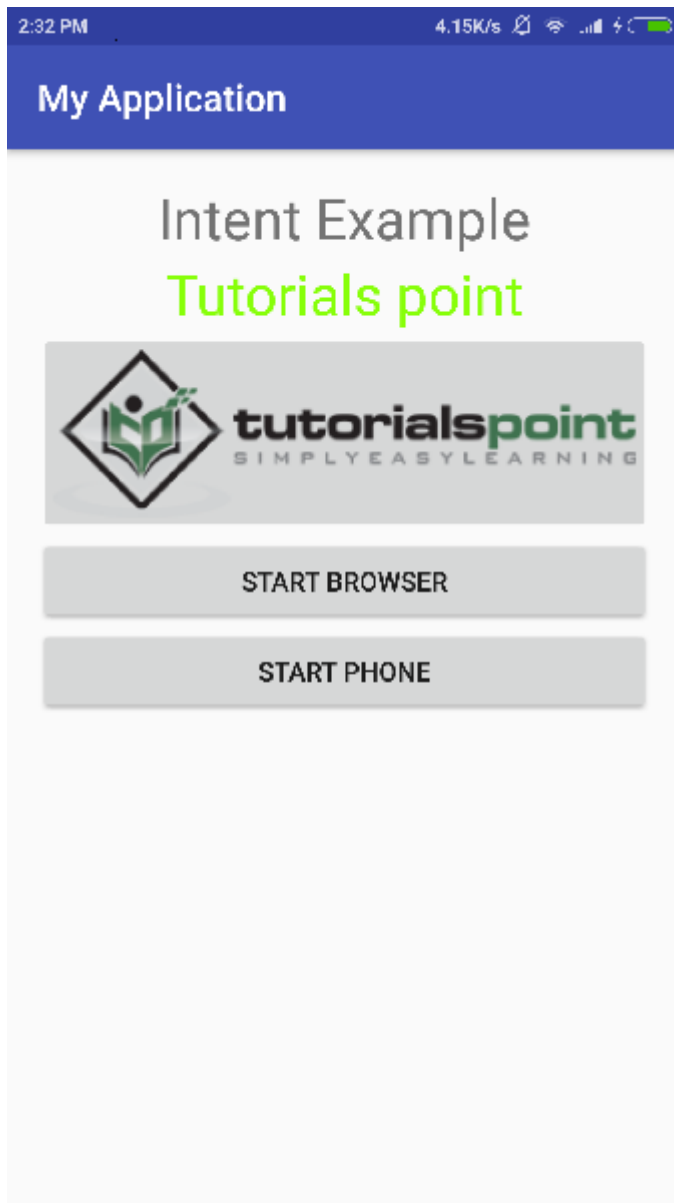 2:32 PM 4.15K/s
My Application
Intent Example
Tutorials point
tutorialspoint
SIMPLYEASYLEARNING
START BROWSER
START PHONE